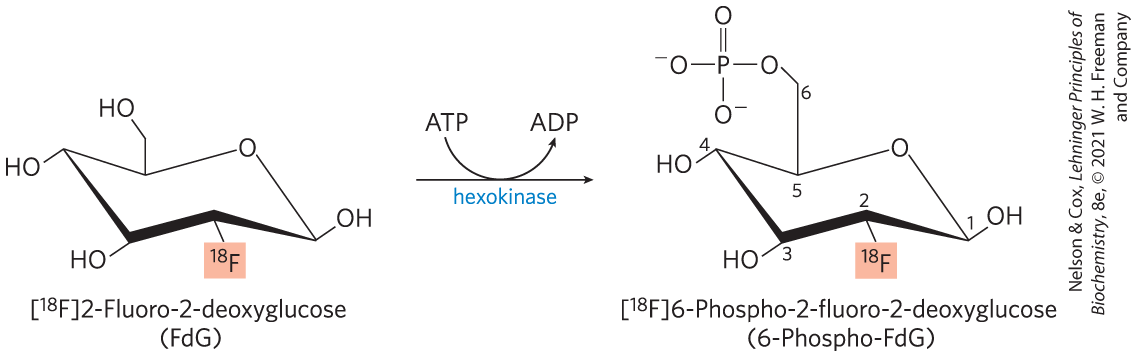 HO
HO
O
OH
HO
¹⁸F
[¹⁸F]2-Fluoro-2-deoxyglucose
(FdG)
ATP ADP
hexokinase
O
⁻O P O
O⁻
6
HO
4
5
O
2
1
OH
HO
3
¹⁸F
[¹⁸F]6-Phospho-2-fluoro-2-deoxyglucose
(6-Phospho-FdG)
Nelson & Cox, Lehninger Principles of
Biochemistry, 8e, © 2021 W. H. Freeman
and Company